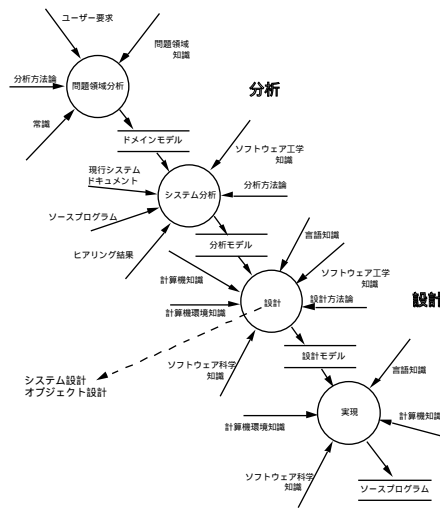 ユーザー要求
問題領域
知識
分析方法論
問題領域分析
分析
常識
ドメインモデル
ソフトウェア工学
知識
現行システム
ドキュメント
システム分析
分析方法論
ソースプログラム
言語知識
分析モデル
ヒアリング結果
ソフトウェア工学
知識
計算機知識
設計
設計方法論
設計
計算機環境知識
設計モデル
ソフトウェア科学
知識
言語知識
システム設計
オブジェクト設計
実現
計算機知識
計算機環境知識
ソフトウェア科学
知識
ソースプログラム